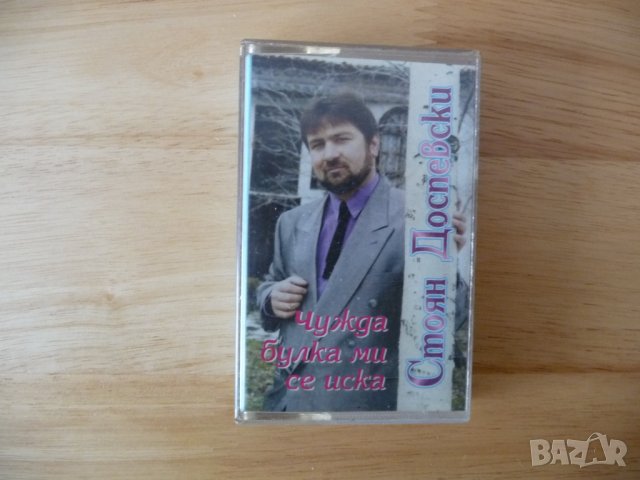 Стоян Доспевски
Чужда
булка ми
се иска
BAZAR